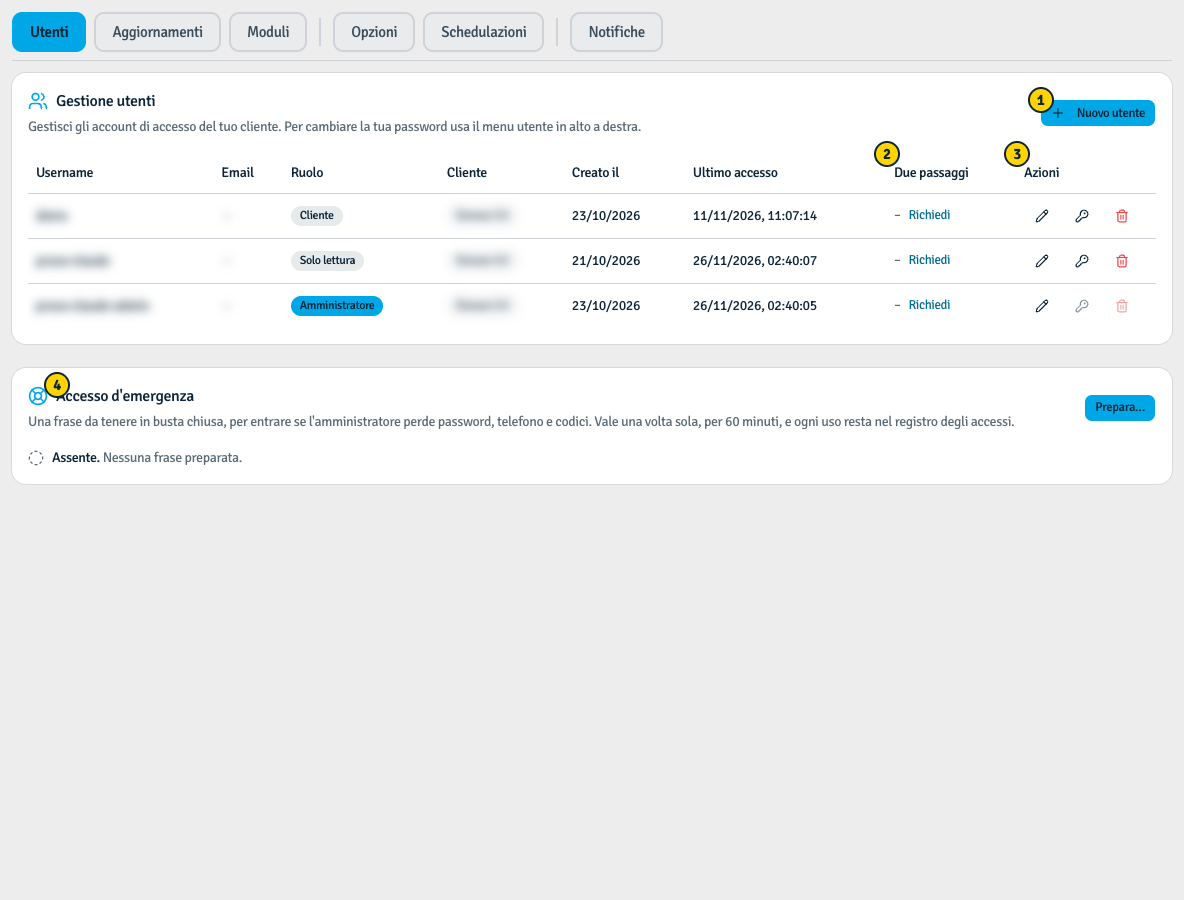 Utenti Aggiornamenti Moduli Opzioni Schedulazioni Notifiche
Gestione utenti
1
+ Nuovo utente
Gestisci gli account di accesso del tuo cliente. Per cambiare la tua password usa il menu utente in alto a destra.
2 3
Username Email Ruolo Cliente Creato il Ultimo accesso Due passaggi Azioni
Cliente 23/10/2026 11/11/2026, 11:07:14 – Richiedi
Solo lettura 21/10/2026 26/11/2026, 02:40:07 – Richiedi
Amministratore 23/10/2026 26/11/2026, 02:40:05 – Richiedi
4
Accesso d'emergenza
Prepara...
Una frase da tenere in busta chiusa, per entrare se l'amministratore perde password, telefono e codici. Vale una volta sola, per 60 minuti, e ogni uso resta nel registro degli accessi.
Assente. Nessuna frase preparata.